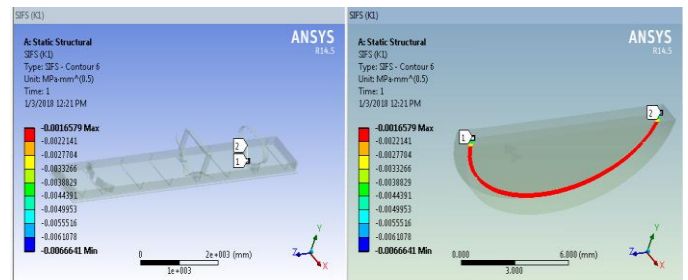 SIFS (K1)
A: Static Structural
SIFS (K1)
Type: SIFS - Contour 6
Unit: MPa·mm^(0.5)
Time: 1
1/3/2018 12:21 PM
ANSYS
R14.5
-0.0016579 Max
-0.0022141
-0.0027704
-0.0033266
-0.0038829
-0.0044391
-0.0049953
-0.0055516
-0.0061078
-0.0066641 Min
2
1
0
2e+003 (mm)
1e+003
Y
Z
X
SIFS (K1)
A: Static Structural
SIFS (K1)
Type: SIFS - Contour 6
Unit: MPa·mm^(0.5)
Time: 1
1/3/2018 12:21 PM
ANSYS
R14.5
-0.0016579 Max
-0.0022141
-0.0027704
-0.0033266
-0.0038829
-0.0044391
-0.0049953
-0.0055516
-0.0061078
-0.0066641 Min
2
1
0.000
6.000 (mm)
3.000
Y
Z
X